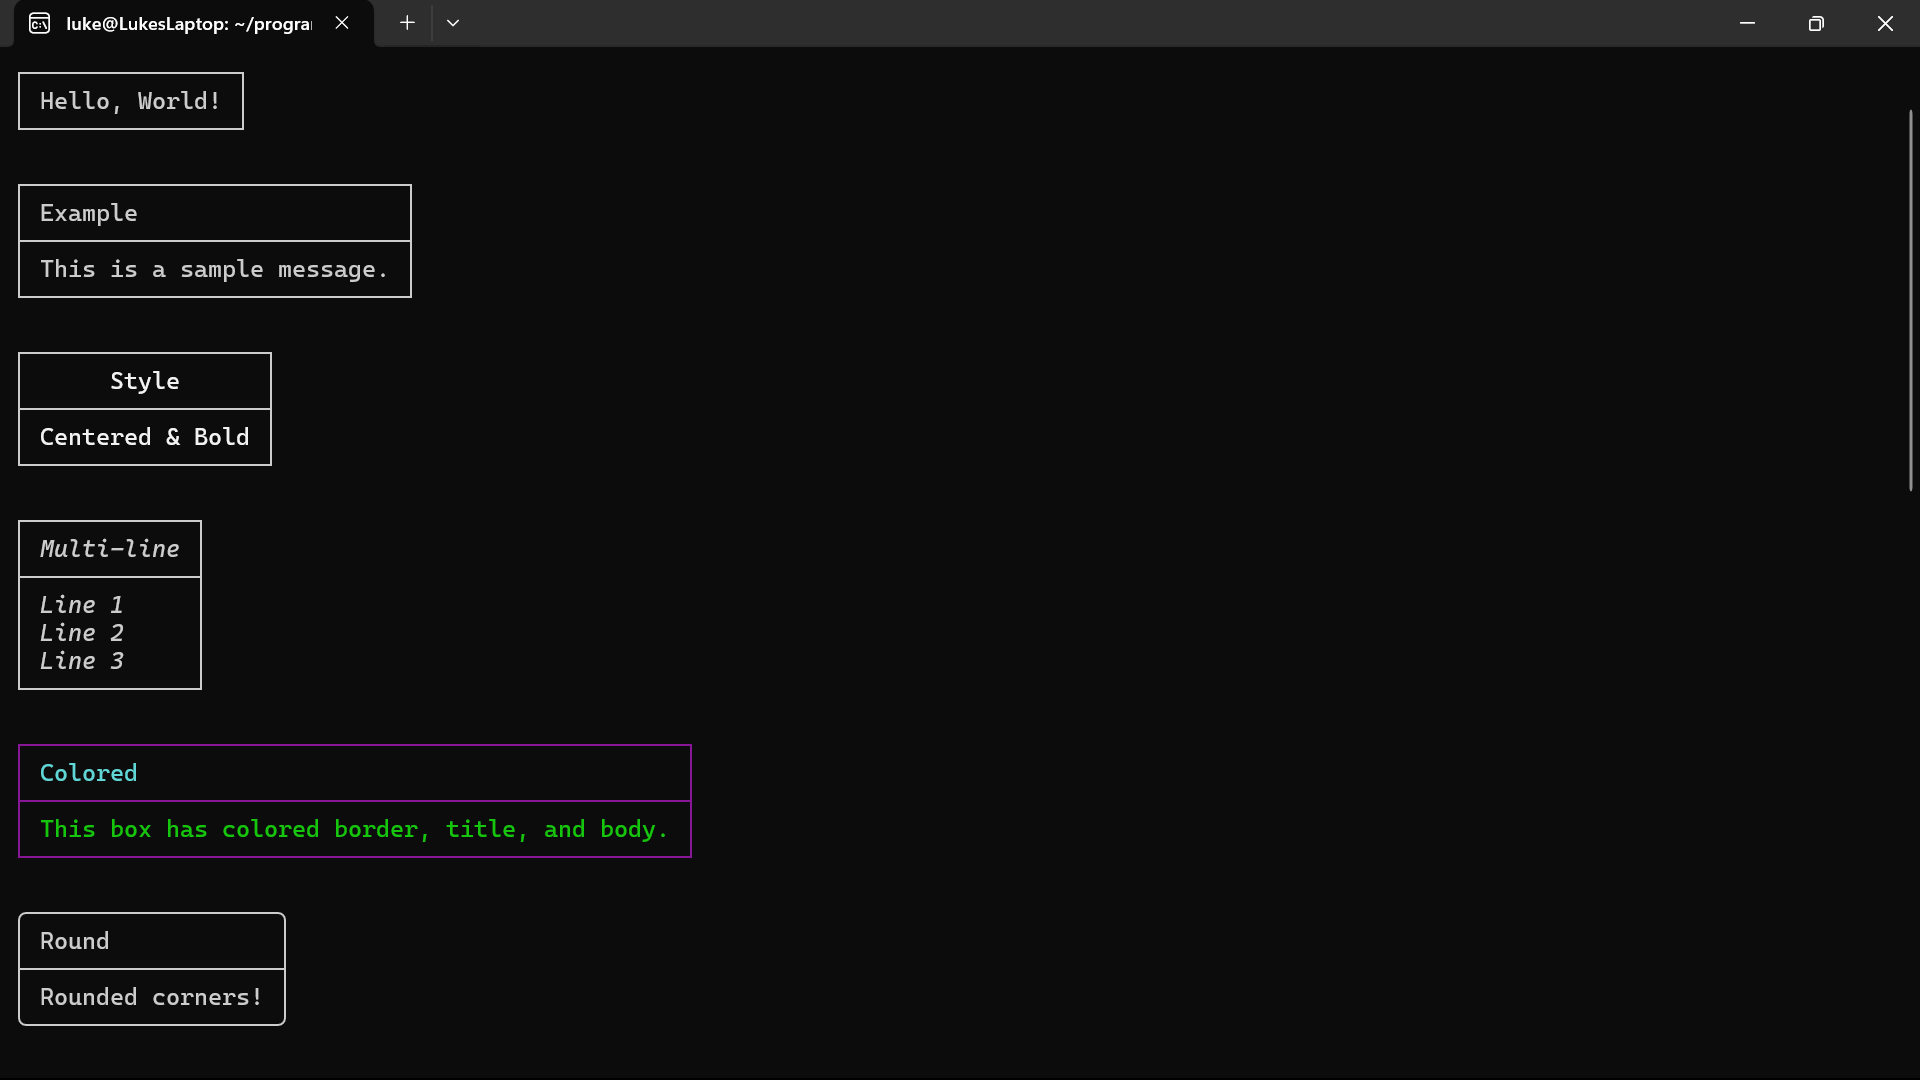 luke@LukesLaptop: ~/progra
Hello, World!
Example
This is a sample message.
Style
Centered & Bold
Multi-line
Line 1
Line 2
Line 3
Colored
This box has colored border, title, and body.
Round
Rounded corners!